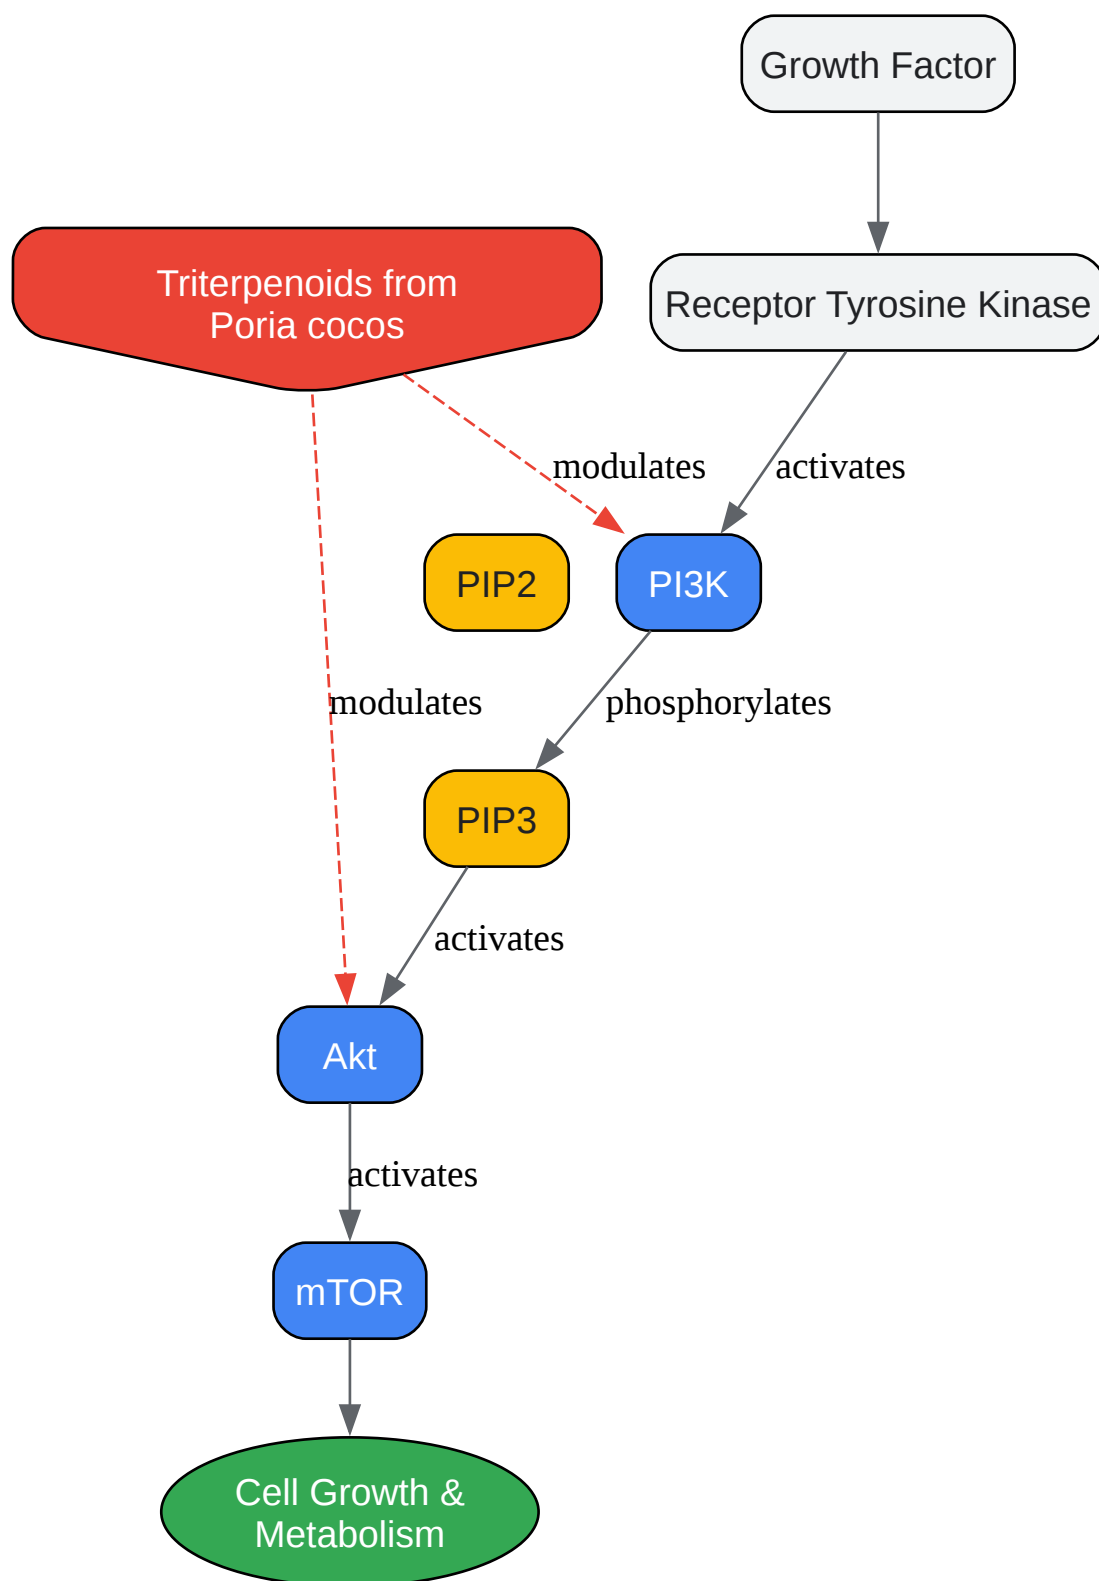 Growth Factor
Triterpenoids from
Poria cocos
Receptor Tyrosine Kinase
modulates
activates
PIP2
PI3K
modulates
phosphorylates
PIP3
activates
Akt
activates
mTOR
Cell Growth &
Metabolism